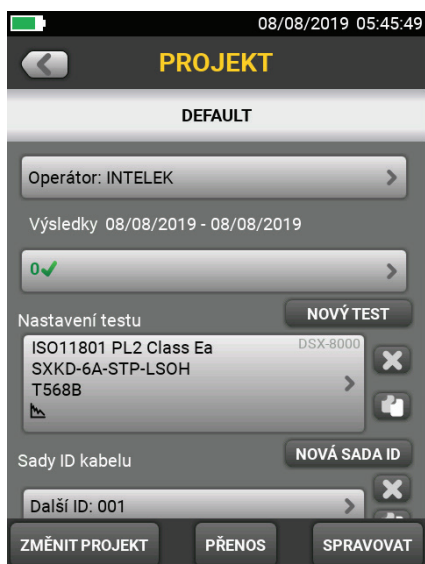 08/08/2019 05:45:49
PROJEKT
DEFAULT
Operátor: INTELEK
Výsledky 08/08/2019 - 08/08/2019
0✔
Nastavení testu
NOVÝ TEST
ISO11801 PL2 Class Ea
DSX-8000
SXKD-6A-STP-LSOH
T568B
Sady ID kabelu
NOVÁ SADA ID
Další ID: 001
ZMĚNIT PROJEKT
PŘENOS
SPRAVOVAT